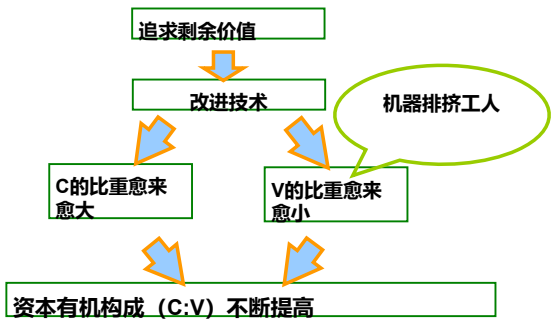 追求剩余价值
改进技术
机器排挤工人
C的比重愈来
愈大
V的比重愈来
愈小
资本有机构成（C:V）不断提高